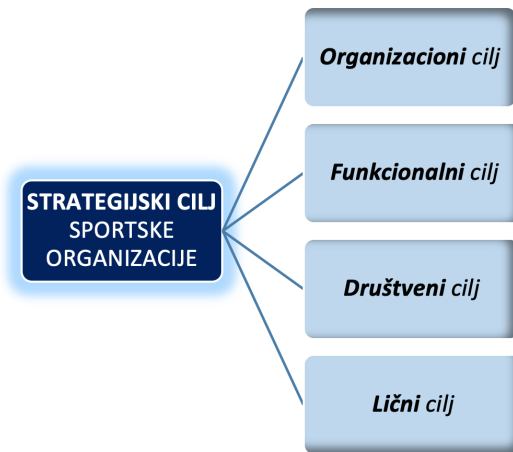 STRATEGIJSKI CILJ
SPORTSKE
ORGANIZACIJE
Organizacioni cilj
Funkcionalni cilj
Društveni cilj
Lični cilj